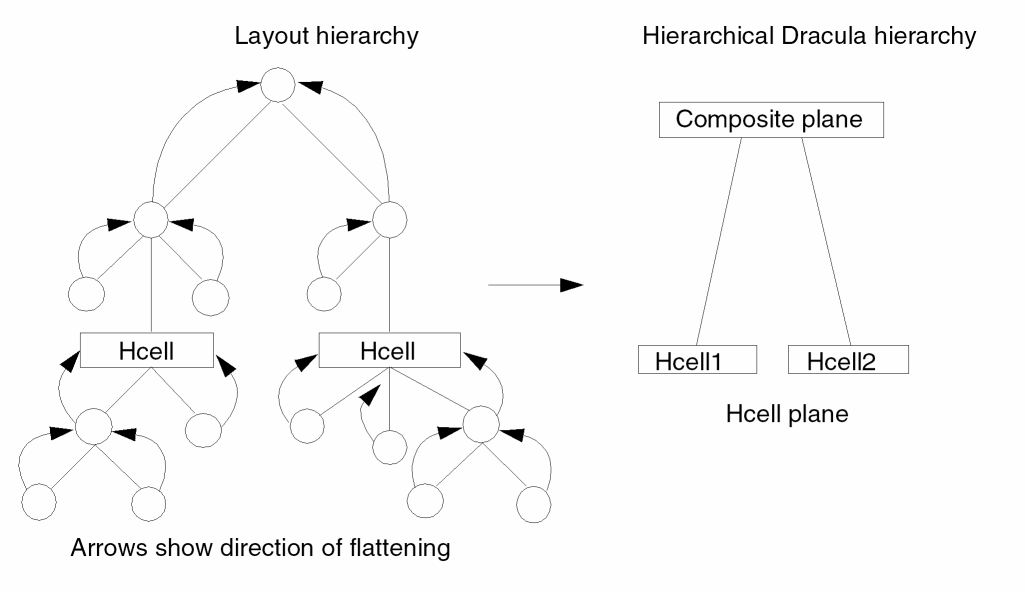 Layout hierarchy
Hierarchical Dracula hierarchy
Composite plane
Hcell
Hcell
Hcell1
Hcell2
Hcell plane
Arrows show direction of flattening